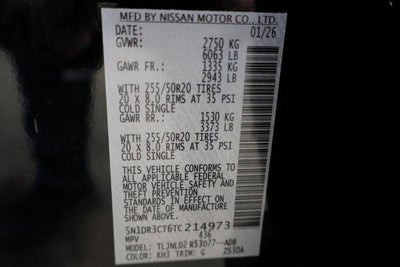 MFD BY NISSAN MOTOR CO., LTD.
DATE: 01/26
GVWR: 2750 KG
6063 LB
GAWR FR.: 1335 KG
2943 LB
WITH 255/50R20 TIRES
20 x 8.0 RIMS AT 35 PSI
COLD SINGLE
GAWR RR.: 1530 KG
3373 LB
WITH 255/50R20 TIRES
20 x 8.0 RIMS AT 35 PSI
COLD SINGLE
THIS VEHICLE CONFORMS TO
ALL APPLICABLE FEDERAL
MOTOR VEHICLE SAFETY AND
THEFT PREVENTION
STANDARDS IN EFFECT ON
THE DATE OF MANUFACTURE
SHOWN ABOVE.
5N1DR3CT6TC214973
MPV 436
MODEL: TLJNLDZ R53077--ADB
COLOR: KH3 TRIM: G ZS30A